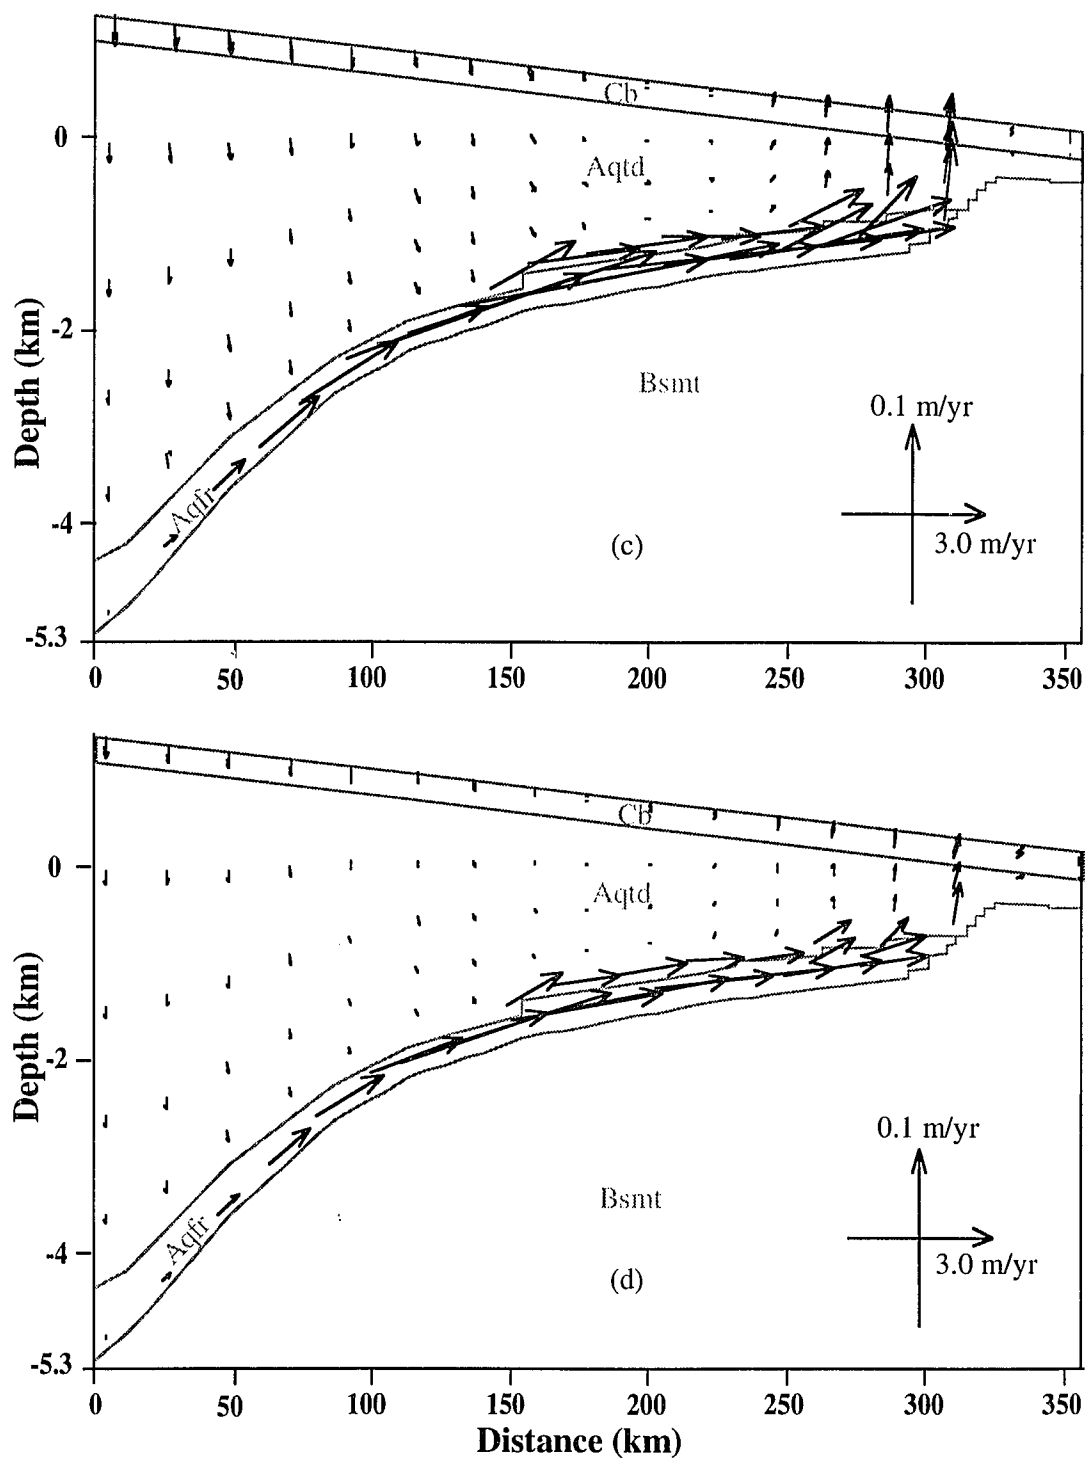 Cb
0
Aqtd
Depth (km)
-2
Bsmt
0.1 m/yr
Aqfr
-4
(c)
3.0 m/yr
-5.3
0 50 100 150 200 250 300 350
Cb
0
Aqtd
Depth (km)
-2
0.1 m/yr
Bsmt
Aqfr
-4
3.0 m/yr
(d)
-5.3
0 50 100 150 200 250 300 350
Distance (km)